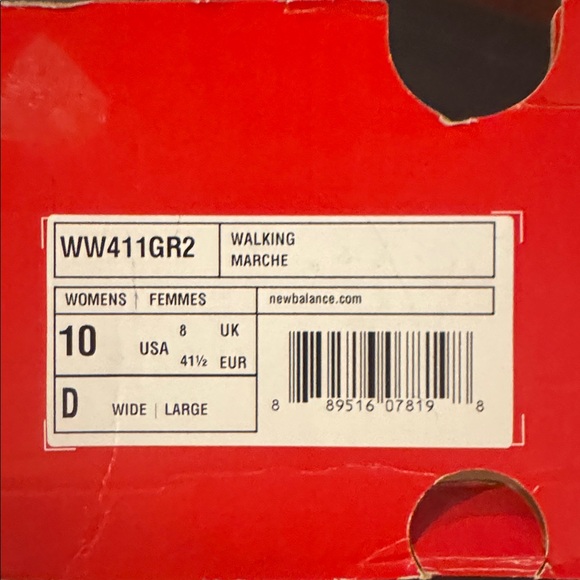 WW411GR2
WALKING
MARCHE
WOMENS | FEMMES
newbalance.com
10 USA
8 UK
41½ EUR
D WIDE | LARGE
8 89516 07819 8